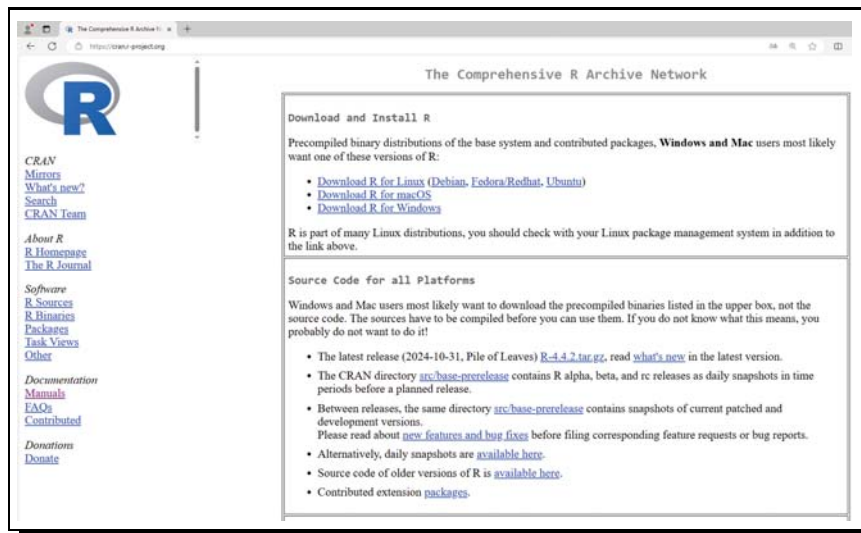 The Comprehensive R Archive N
https://cran.r-project.org
R
CRAN
Mirrors
What's new?
Search
CRAN Team
About R
R Homepage
The R Journal
Software
R Sources
R Binaries
Packages
Task Views
Other
Documentation
Manuals
FAQs
Contributed
Donations
Donate
The Comprehensive R Archive Network
Download and Install R
Precompiled binary distributions of the base system and contributed packages, Windows and Mac users most likely
want one of these versions of R:
• Download R for Linux (Debian, Fedora/Redhat, Ubuntu)
• Download R for macOS
• Download R for Windows
R is part of many Linux distributions, you should check with your Linux package management system in addition to
the link above.
Source Code for all Platforms
Windows and Mac users most likely want to download the precompiled binaries listed in the upper box, not the
source code. The sources have to be compiled before you can use them. If you do not know what this means, you
probably do not want to do it!
• The latest release (2024-10-31, Pile of Leaves) R-4.4.2.tar.gz, read what's new in the latest version.
• The CRAN directory src/base-prerelease contains R alpha, beta, and rc releases as daily snapshots in time
periods before a planned release.
• Between releases, the same directory src/base-prerelease contains snapshots of current patched and
development versions.
Please read about new features and bug fixes before filing corresponding feature requests or bug reports.
• Alternatively, daily snapshots are available here.
• Source code of older versions of R is available here.
• Contributed extension packages.